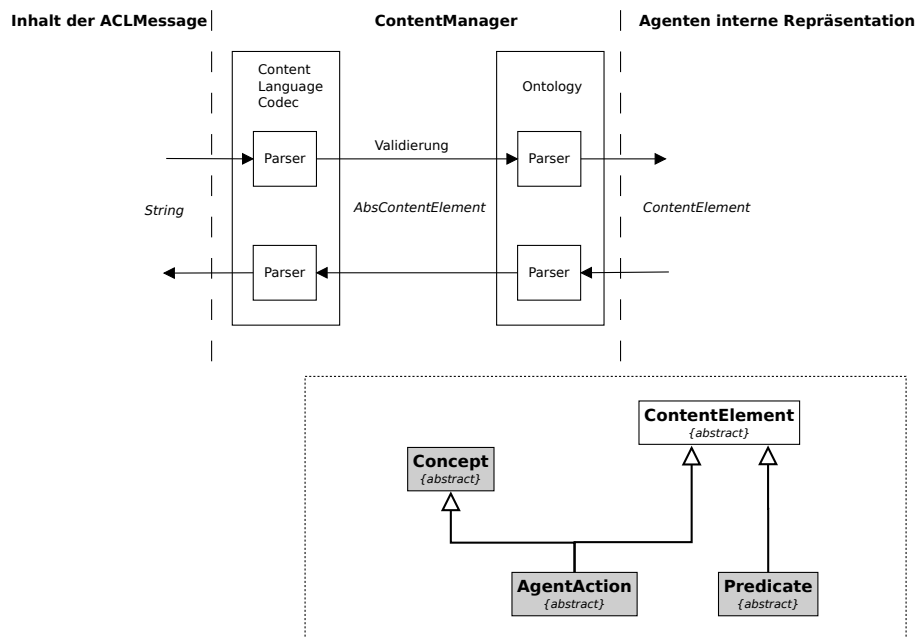 Inhalt der ACLMessage
ContentManager
Agenten interne Repräsentation
Content
Language
Codec
Ontology
Parser
Validierung
Parser
String
AbsContentElement
ContentElement
Parser
Parser
ContentElement
{abstract}
Concept
{abstract}
AgentAction
{abstract}
Predicate
{abstract}